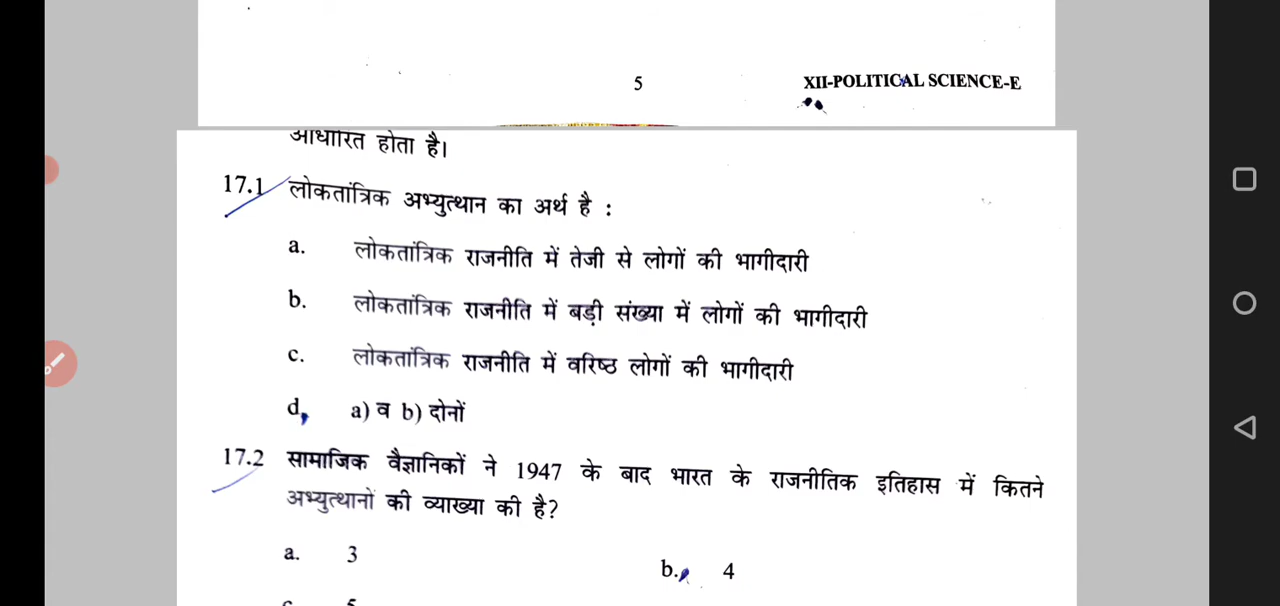 5
XII-POLITICAL SCIENCE-E
आधारित होता है।
17.1 लोकतांत्रिक अभ्युत्थान का अर्थ है :
a. लोकतांत्रिक राजनीति में तेजी से लोगों की भागीदारी
b. लोकतांत्रिक राजनीति में बड़ी संख्या में लोगों की भागीदारी
c. लोकतांत्रिक राजनीति में वरिष्ठ लोगों की भागीदारी
d. a) व b) दोनों
17.2 सामाजिक वैज्ञानिकों ने 1947 के बाद भारत के राजनीतिक इतिहास में कितने
अभ्युत्थानों की व्याख्या की है?
a. 3
b. 4
c. 5